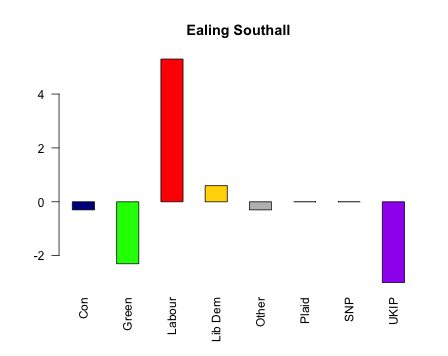 Ealing Southall
4
2
0
-2
Con
Green
Labour
Lib Dem
Other
Plaid
SNP
UKIP